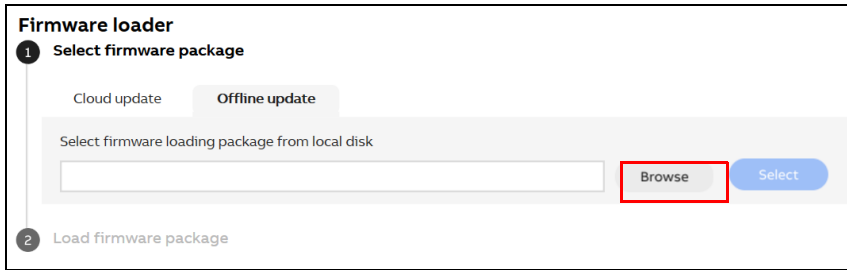 Firmware loader
1 Select firmware package
Cloud update Offline update
Select firmware loading package from local disk
Browse Select
2 Load firmware package